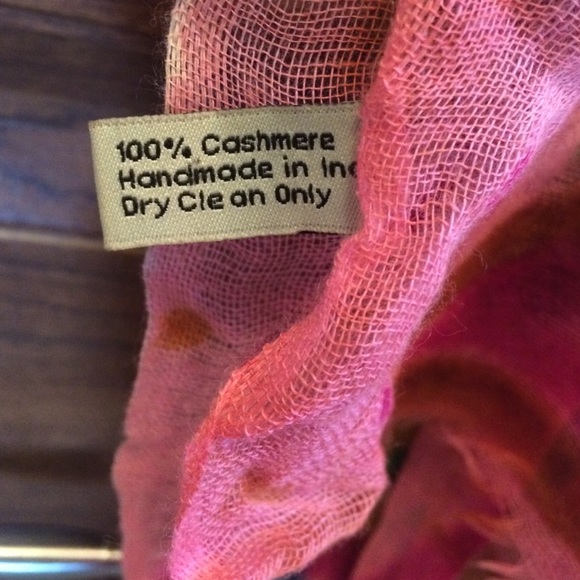 100% Cashmere
Handmade in
Dry Clean Only